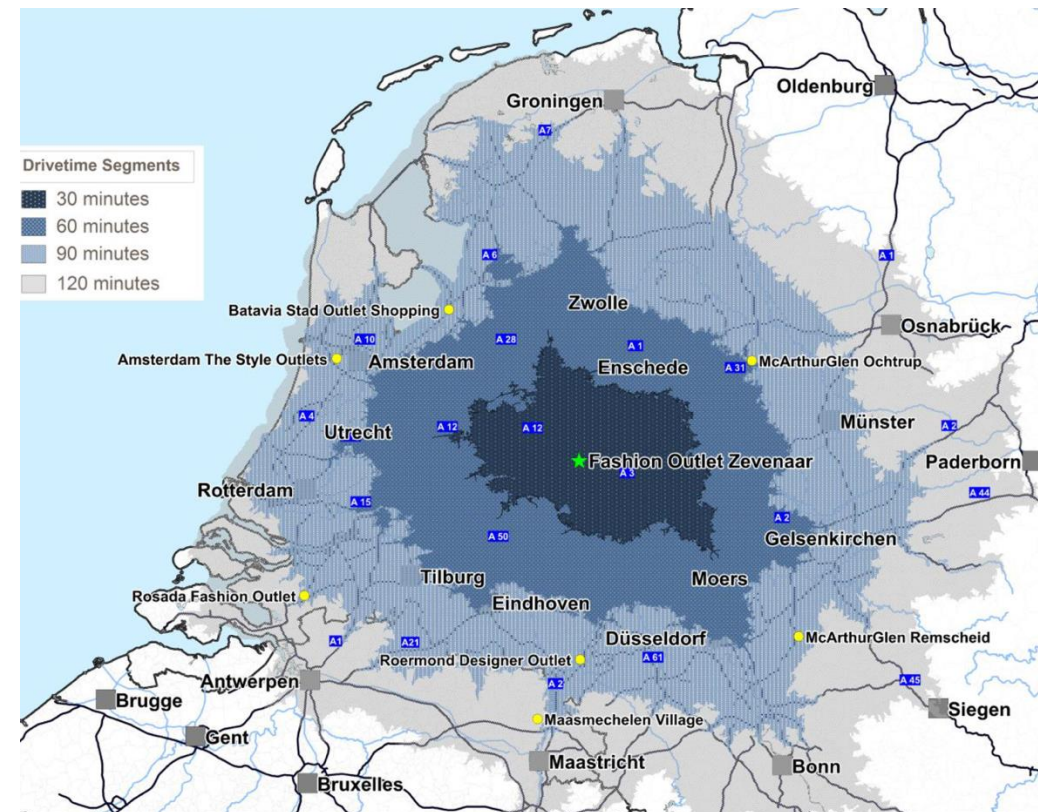 Groningen
Oldenburg
A7
Drivetime Segments
30 minutes
60 minutes
90 minutes
120 minutes
A 6
A 1
Zwolle
Batavia Stad Outlet Shopping
Osnabrück
A 10
A 28
A 1
Amsterdam The Style Outlets
Amsterdam
Enschede
A 31
McArthurGlen Ochtrup
A 4
Utrecht
A 12
A 12
Münster
A 2
Fashion Outlet Zevenaar
Paderborn
A 3
Rotterdam
A 15
A 44
A 2
A 50
Gelsenkirchen
Tilburg
Moers
Rosada Fashion Outlet
Eindhoven
A1
A21
Düsseldorf
McArthurGlen Remscheid
Roermond Designer Outlet
A 61
Antwerpen
A 2
A 45
Brugge
Maasmechelen Village
Siegen
Gent
Maastricht
Bonn
Bruxelles